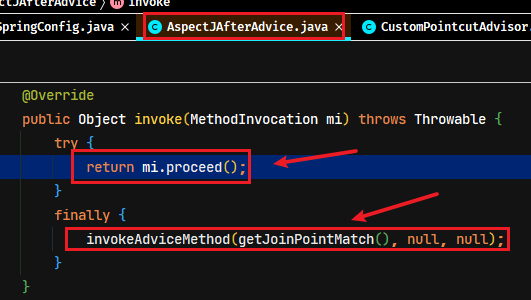 ectJAfterAdvice › m invoke
SpringConfig.java × C AspectJAfterAdvice.java × C CustomPointcutAdvisor.
@Override
public Object invoke(MethodInvocation mi) throws Throwable {
try {
return mi.proceed();
}
finally {
invokeAdviceMethod(getJoinPointMatch(), null, null);
}
}